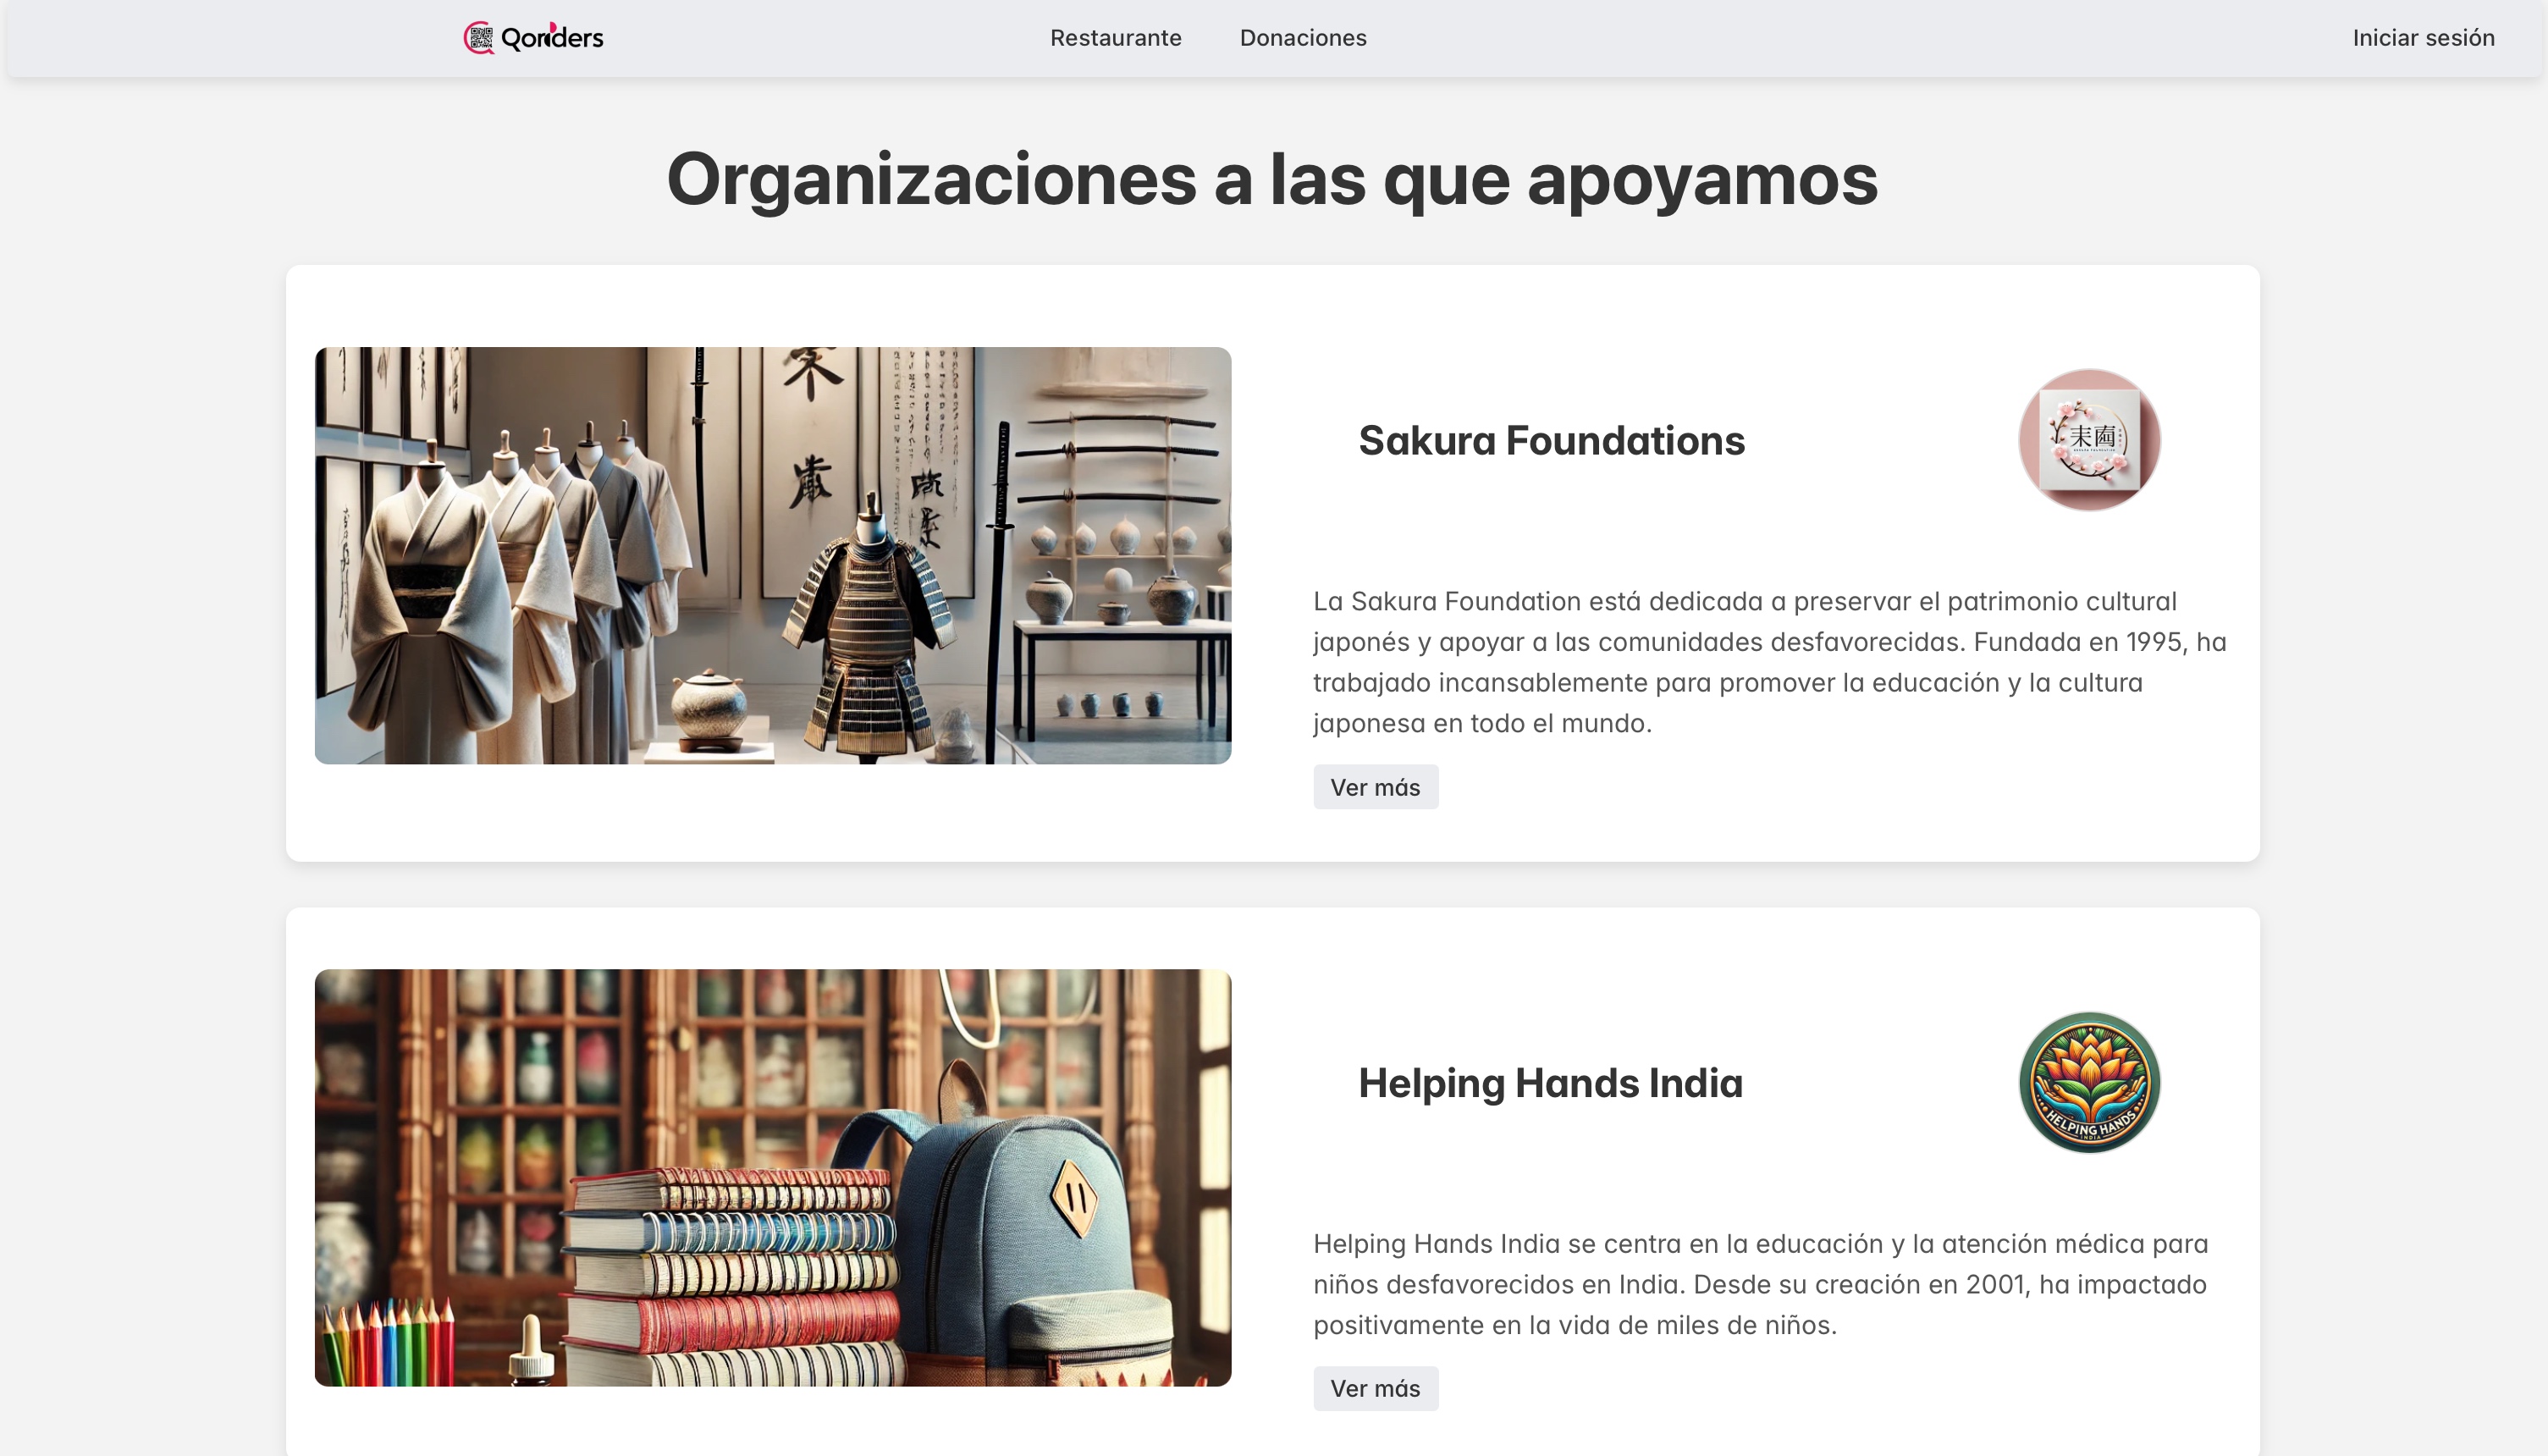 Qorders
Restaurante
Donaciones
Iniciar sesión
Organizaciones a las que apoyamos
Sakura Foundations
La Sakura Foundation está dedicada a preservar el patrimonio cultural
japonés y apoyar a las comunidades desfavorecidas. Fundada en 1995, ha
trabajado incansablemente para promover la educación y la cultura
japonesa en todo el mundo.
Ver más
Helping Hands India
HELPING HANDS
INDIA
Helping Hands India se centra en la educación y la atención médica para
niños desfavorecidos en India. Desde su creación en 2001, ha impactado
positivamente en la vida de miles de niños.
Ver más